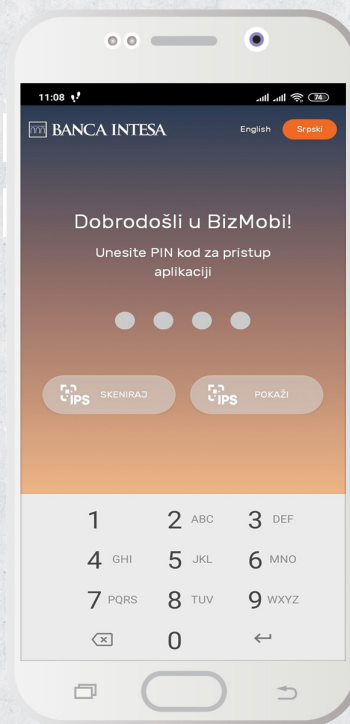 11:08
74
BANCA INTESA
English
Srpski
Dobrodošli u BizMobi!
Unesite PIN kod za pristup
aplikaciji
IPS SKENIRAJ
IPS POKAŽI
1
2 ABC
3 DEF
4 GHI
5 JKL
6 MNO
7 PQRS
8 TUV
9 WXYZ
0